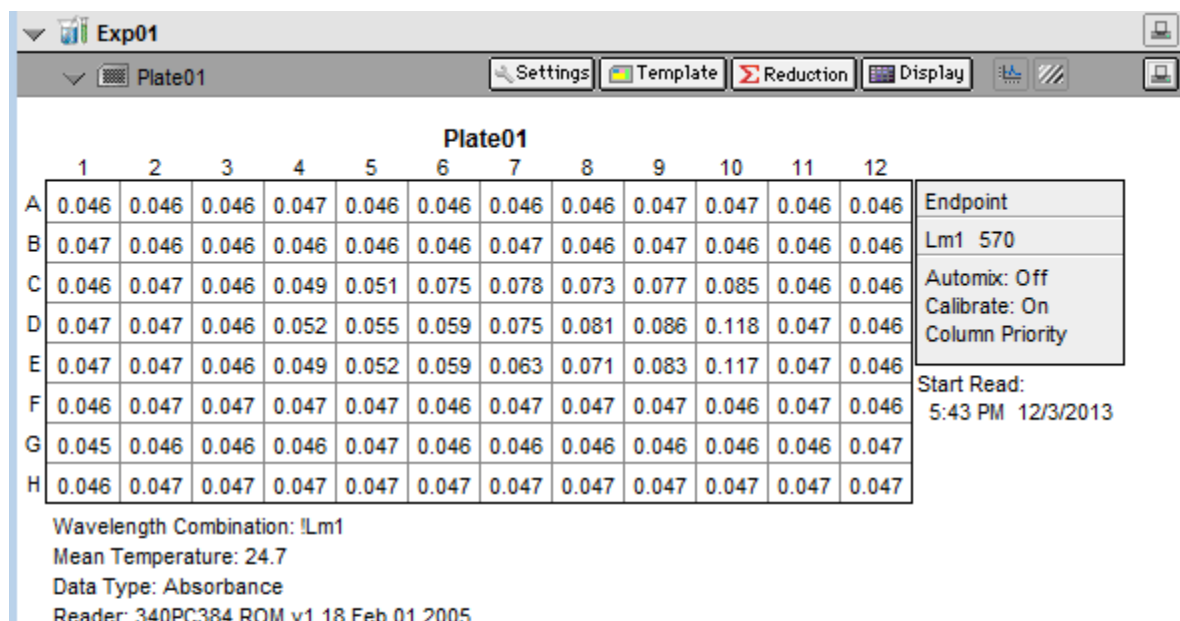 Exp01
Plate01 Settings Template Reduction Display
Plate01
1 2 3 4 5 6 7 8 9 10 11 12
A 0.046 0.046 0.046 0.047 0.046 0.046 0.046 0.046 0.047 0.047 0.046 0.046
B 0.047 0.046 0.046 0.046 0.046 0.046 0.047 0.046 0.047 0.046 0.046 0.046
C 0.046 0.047 0.046 0.049 0.051 0.075 0.078 0.073 0.077 0.085 0.046 0.046
D 0.047 0.047 0.046 0.052 0.055 0.059 0.075 0.081 0.086 0.118 0.047 0.046
E 0.047 0.047 0.046 0.049 0.052 0.059 0.063 0.071 0.083 0.117 0.047 0.046
F 0.046 0.047 0.047 0.047 0.047 0.046 0.047 0.047 0.046 0.047 0.047 0.046
G 0.045 0.046 0.046 0.046 0.047 0.046 0.046 0.046 0.046 0.046 0.046 0.047
H 0.046 0.047 0.047 0.047 0.047 0.047 0.047 0.047 0.047 0.047 0.047 0.047
Endpoint
Lm1 570
Automix: Off
Calibrate: On
Column Priority
Start Read:
5:43 PM 12/3/2013
Wavelength Combination: !Lm1
Mean Temperature: 24.7
Data Type: Absorbance
Reader: 340PC384 ROM v1.18 Feb 01 2005